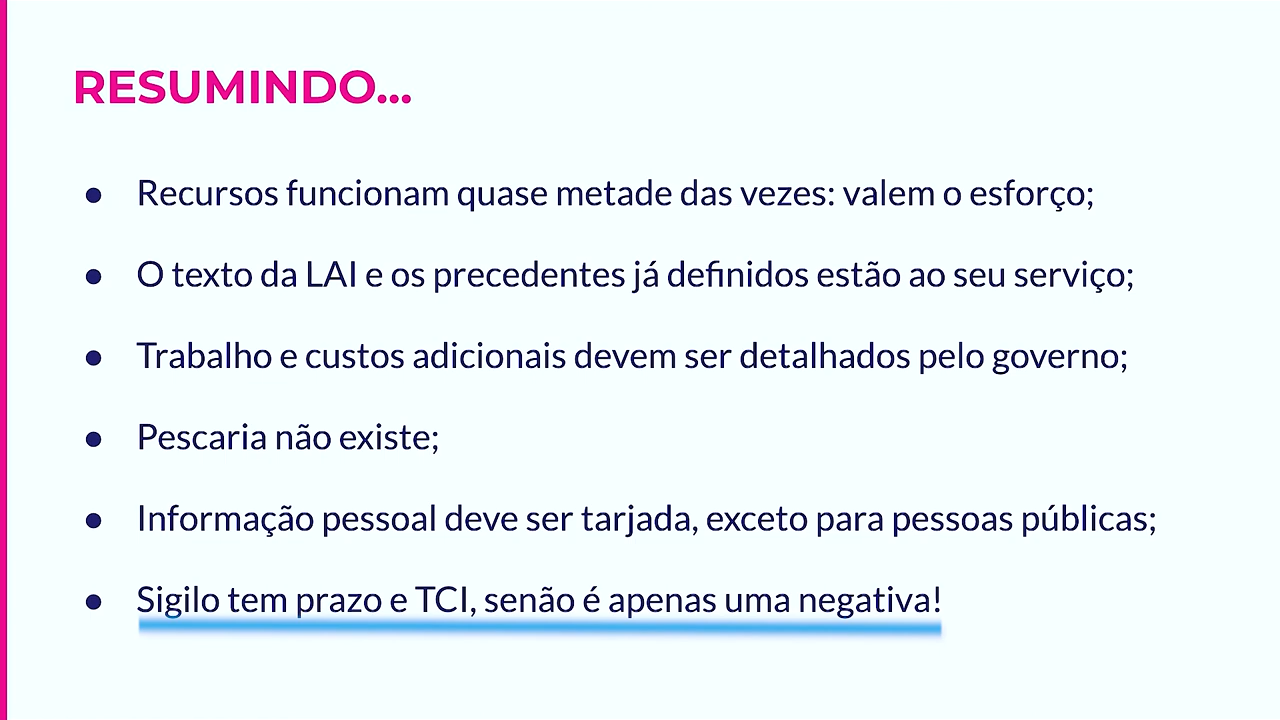 RESUMINDO...
● Recursos funcionam quase metade das vezes: valem o esforço;
● O texto da LAI e os precedentes já definidos estão ao seu serviço;
● Trabalho e custos adicionais devem ser detalhados pelo governo;
● Pescaria não existe;
● Informação pessoal deve ser tarjada, exceto para pessoas públicas;
● Sigilo tem prazo e TCI, senão é apenas uma negativa!